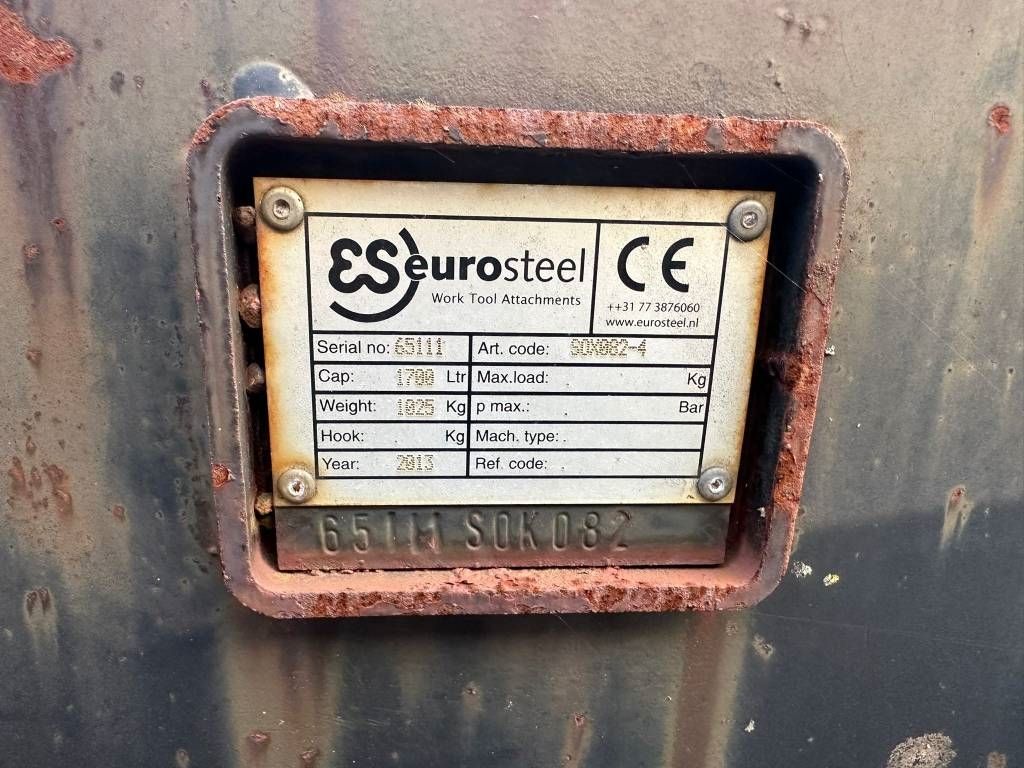 ES eurosteel
Work Tool Attachments
CE
++31 77 3876060
www.eurosteel.nl
Serial no: 65111 Art. code: SOK082-4
Cap: 1700 Ltr Max.load: . Kg
Weight: 1025 Kg p max.: . Bar
Hook: . Kg Mach. type: .
Year: 2013 Ref. code: .
65111 SOK082